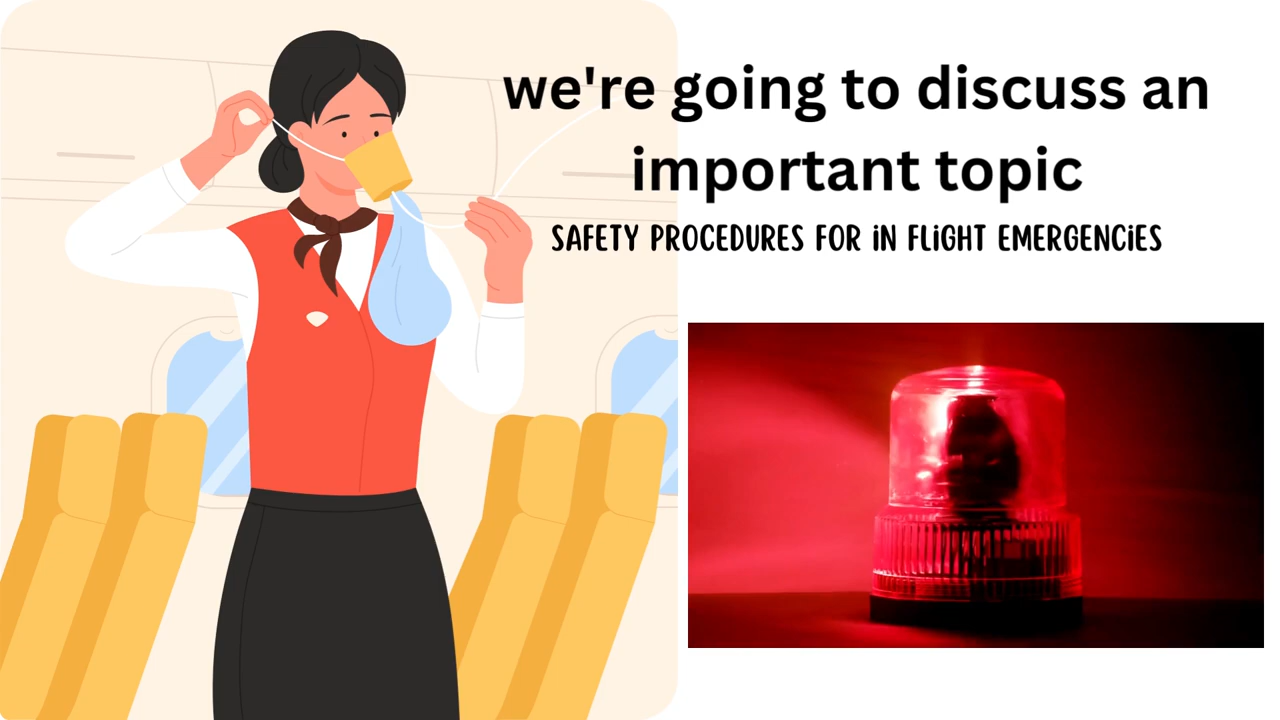 we're going to discuss an
important topic
SAFETY PROCEDURES FOR iN FLiGHT EMERGENCiES